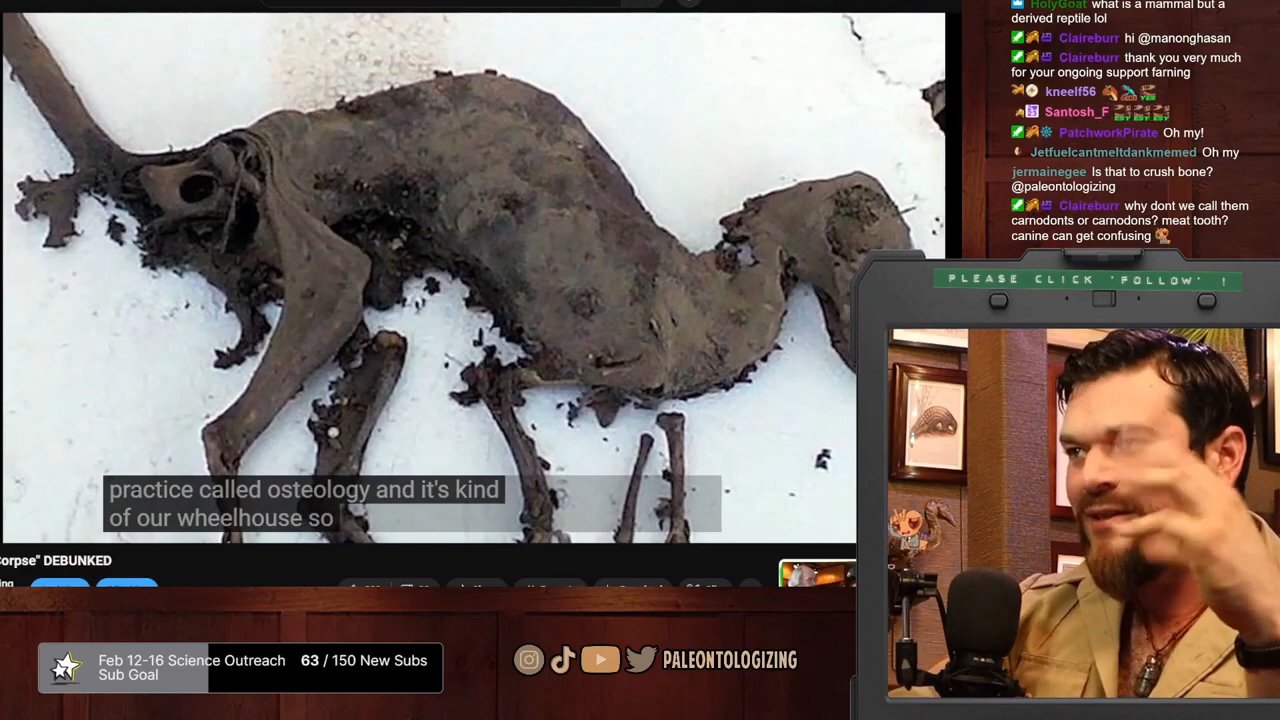 HolyGoat what is a mammal but a
derived reptile lol
Claireburr hi @manonghasan
Claireburr thank you very much
for your ongoing support farning
kneelf56
Santosh_F
PatchworkPirate Oh my!
Jetfuelcantmeltdankmemed Oh my
jermainegee Is that to crush bone?
@paleontologizing
Claireburr why dont we call them
carnodonts or carnodons? meat tooth?
canine can get confusing
PLEASE CLICK "FOLLOW" !
practice called osteology and it's kind
of our wheelhouse so
orpse" DEBUNKED
Feb 12-16 Science Outreach 63 / 150 New Subs
Sub Goal
PALEONTOLOGIZING